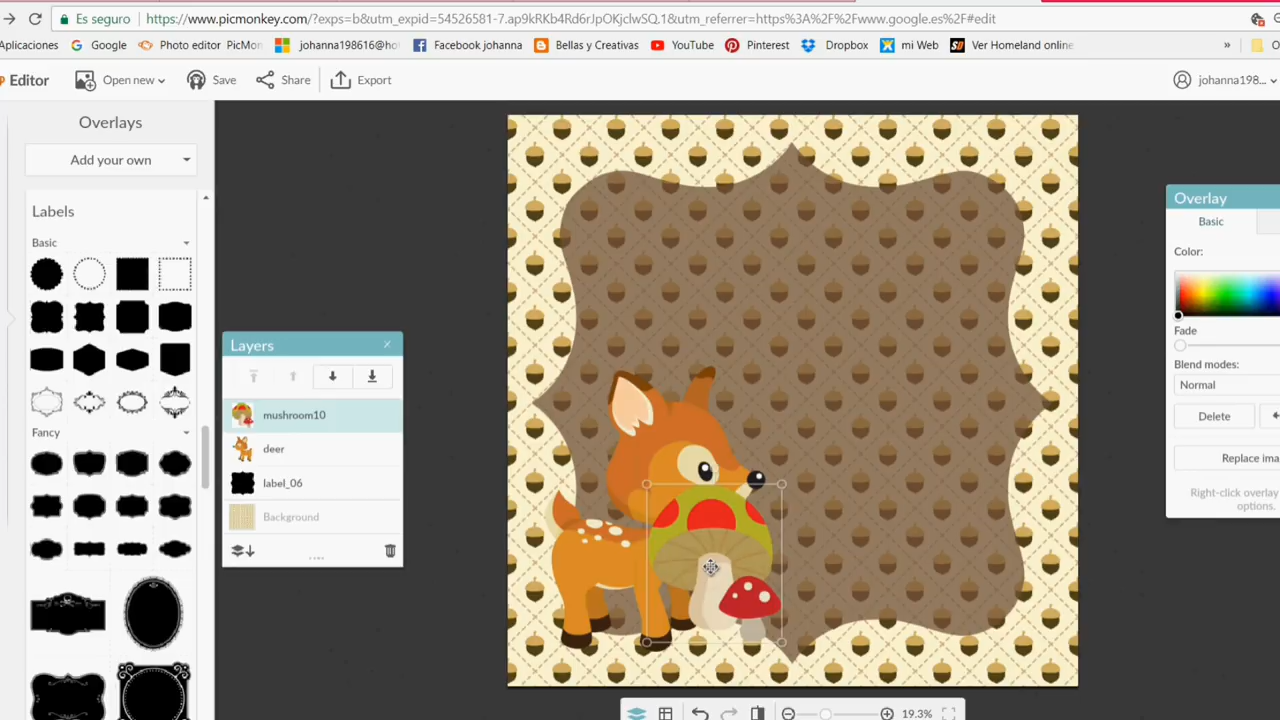 Es seguro https://www.picmonkey.com/?exps=b&utm_expid=54526581-7.ap9kRKb4Rd6rJpOKjclwSQ.1&utm_referrer=https%3A%2F%2Fwww.google.es%2F#edit
Aplicaciones Google Photo editor PicMon johanna198616@ho Facebook johanna Bellas y Creativas YouTube Pinterest Dropbox mi Web Ver Homeland online » O
Editor Open new Save Share Export johanna198...
Overlays
Add your own
Labels
Basic
Fancy
Layers
mushroom10
deer
label_06
Background
Overlay
Basic
Color:
Fade
Blend modes:
Normal
Delete
Replace ima
Right-click overlay
options.
19.3%